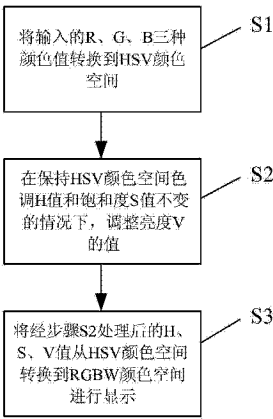 将输入的R、G、B三种
颜色值转换到HSV颜色
空间
S1
在保持HSV颜色空间色
调H值和饱和度S值不
变的情况下，调整亮度V
的值
S2
将经步骤S2处理后的H、
S、V值从HSV颜色空间
转换到RGBW颜色空间
进行显示
S3